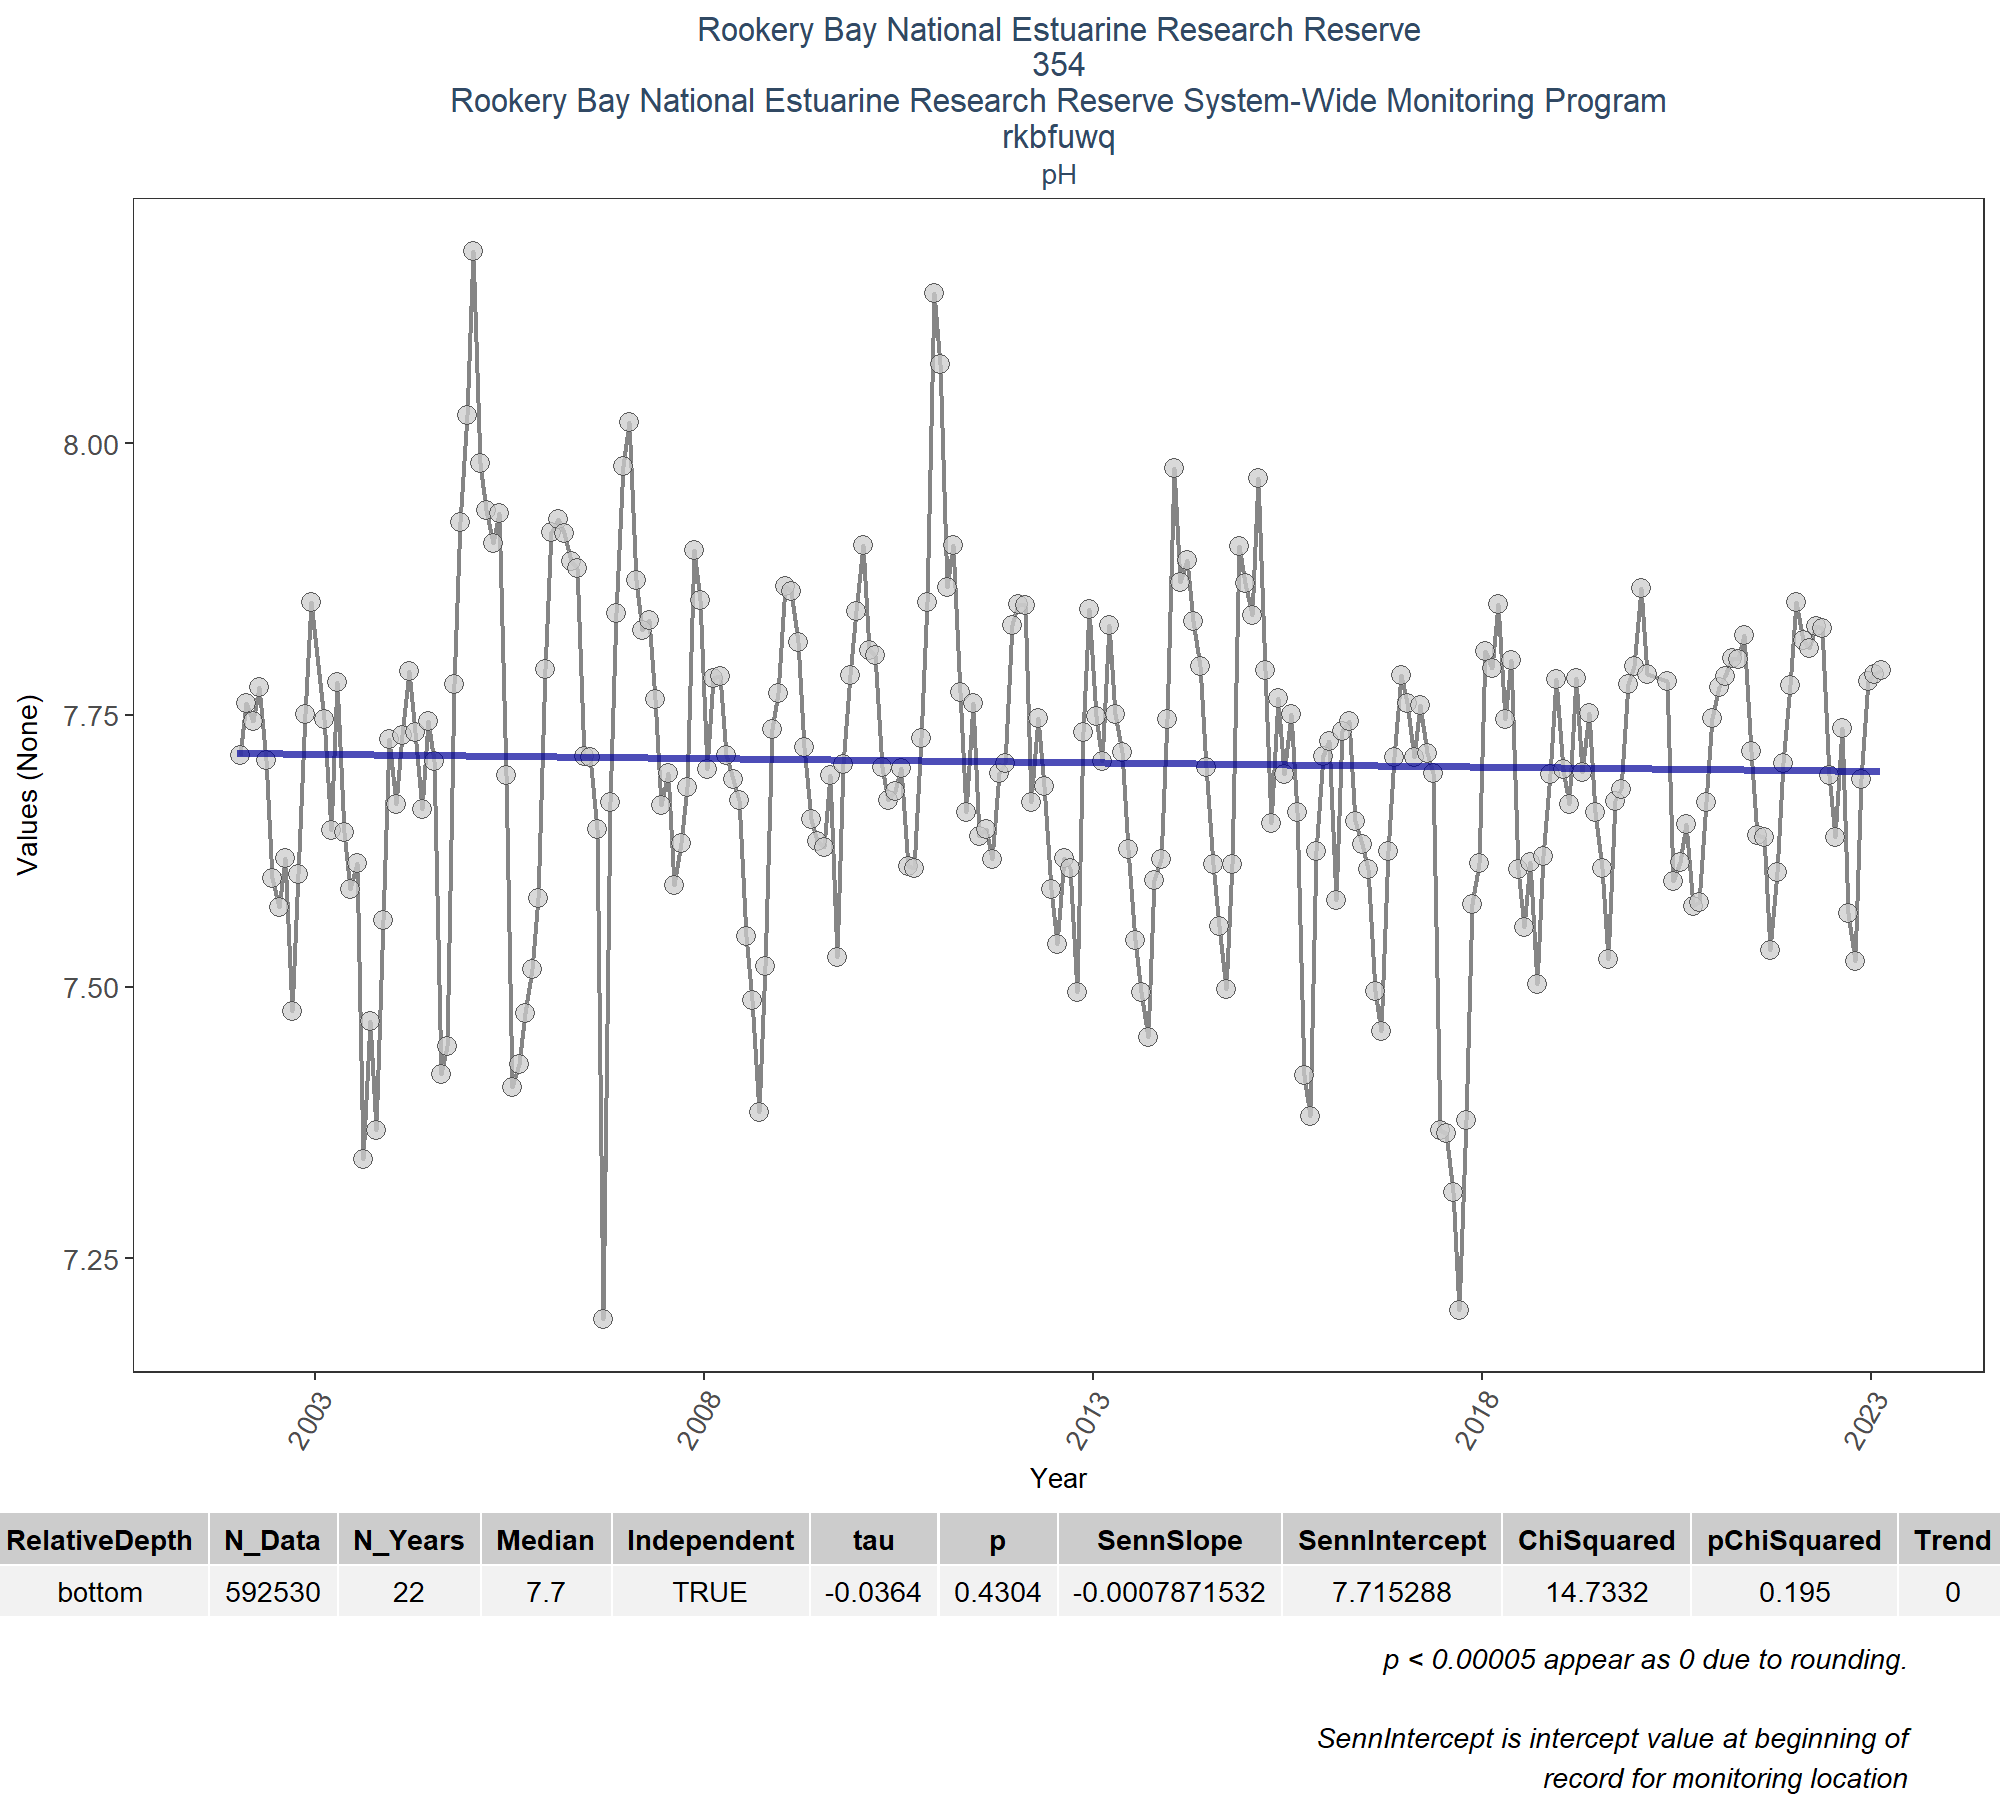 Rookery Bay National Estuarine Research Reserve
354
Rookery Bay National Estuarine Research Reserve System-Wide Monitoring Program
rkbfuwq
pH
Values (None)
8.00
7.75
7.50
7.25
2003 2008 2013 2018 2023
Year
RelativeDepth N_Data N_Years Median Independent tau p SennSlope SennIntercept ChiSquared pChiSquared Trend
bottom 592530 22 7.7 TRUE -0.0364 0.4304 -0.0007871532 7.715288 14.7332 0.195 0
p < 0.00005 appear as 0 due to rounding.
SennIntercept is intercept value at beginning of
record for monitoring location